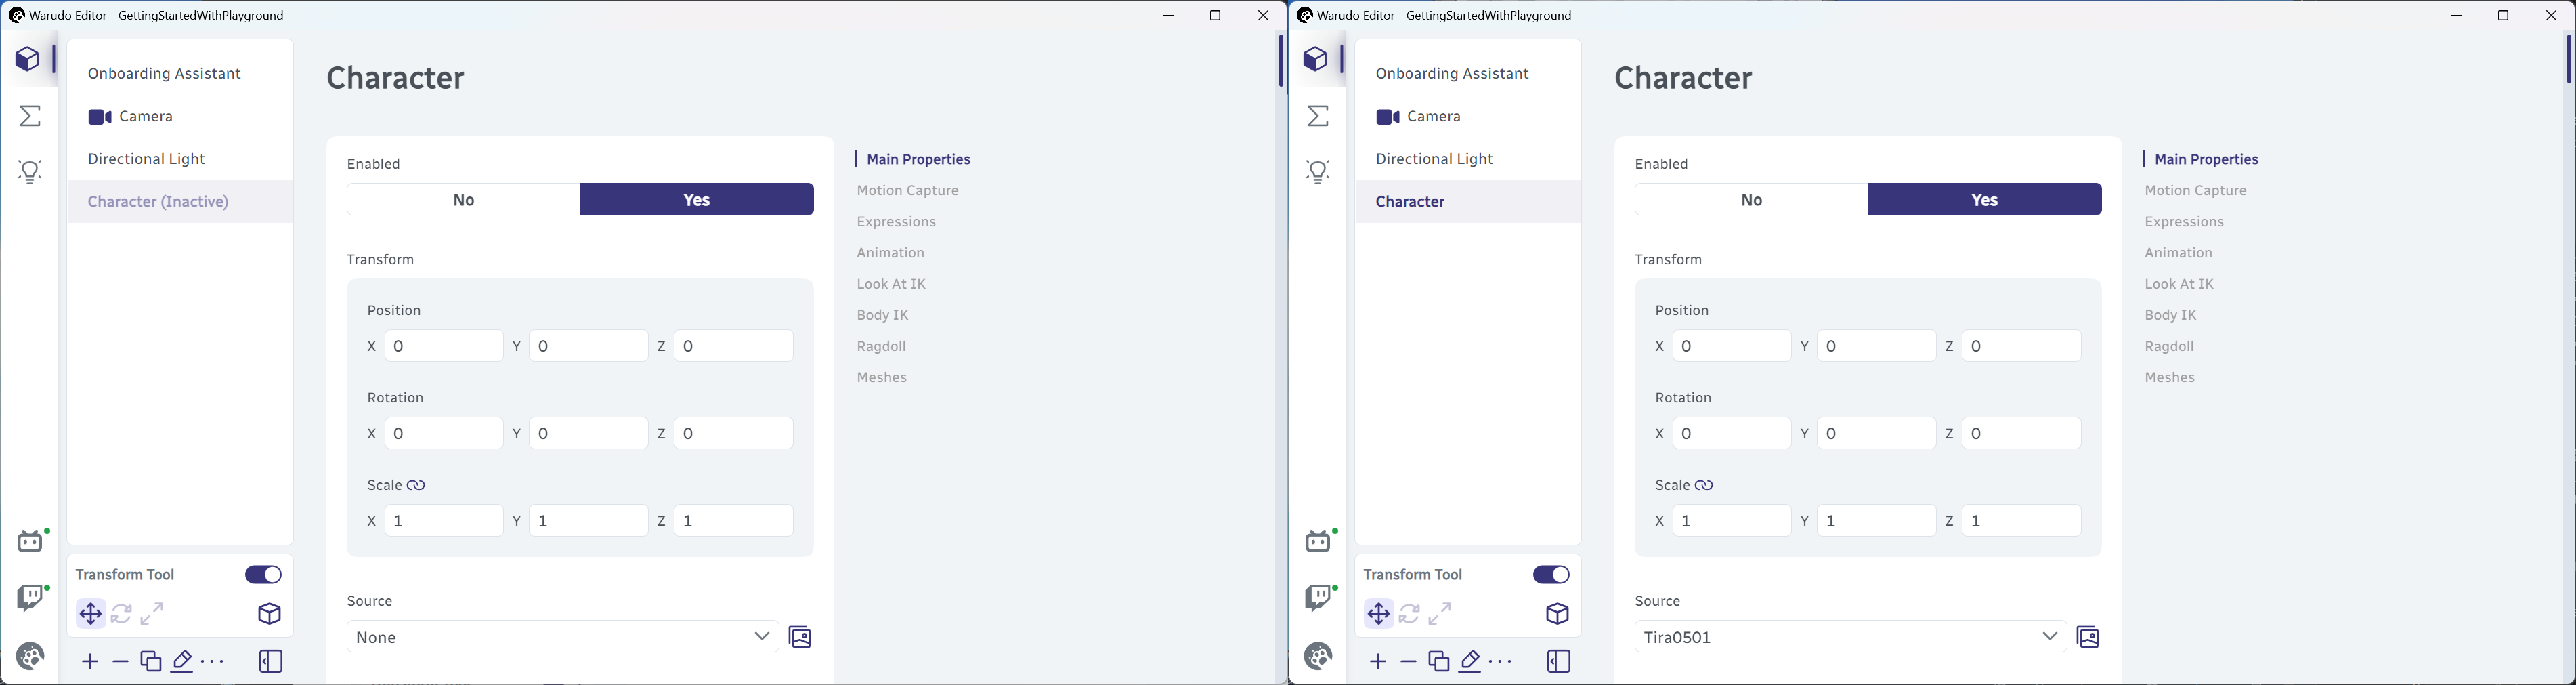 Warudo Editor - GettingStartedWithPlayground
Onboarding Assistant
Camera
Directional Light
Character (Inactive)
Transform Tool
Character
Enabled
No Yes
Transform
Position
X 0 Y 0 Z 0
Rotation
X 0 Y 0 Z 0
Scale
X 1 Y 1 Z 1
Source
None
Main Properties
Motion Capture
Expressions
Animation
Look At IK
Body IK
Ragdoll
Meshes
Warudo Editor - GettingStartedWithPlayground
Onboarding Assistant
Camera
Directional Light
Character
Transform Tool
Character
Enabled
No Yes
Transform
Position
X 0 Y 0 Z 0
Rotation
X 0 Y 0 Z 0
Scale
X 1 Y 1 Z 1
Source
Tira0501
Main Properties
Motion Capture
Expressions
Animation
Look At IK
Body IK
Ragdoll
Meshes